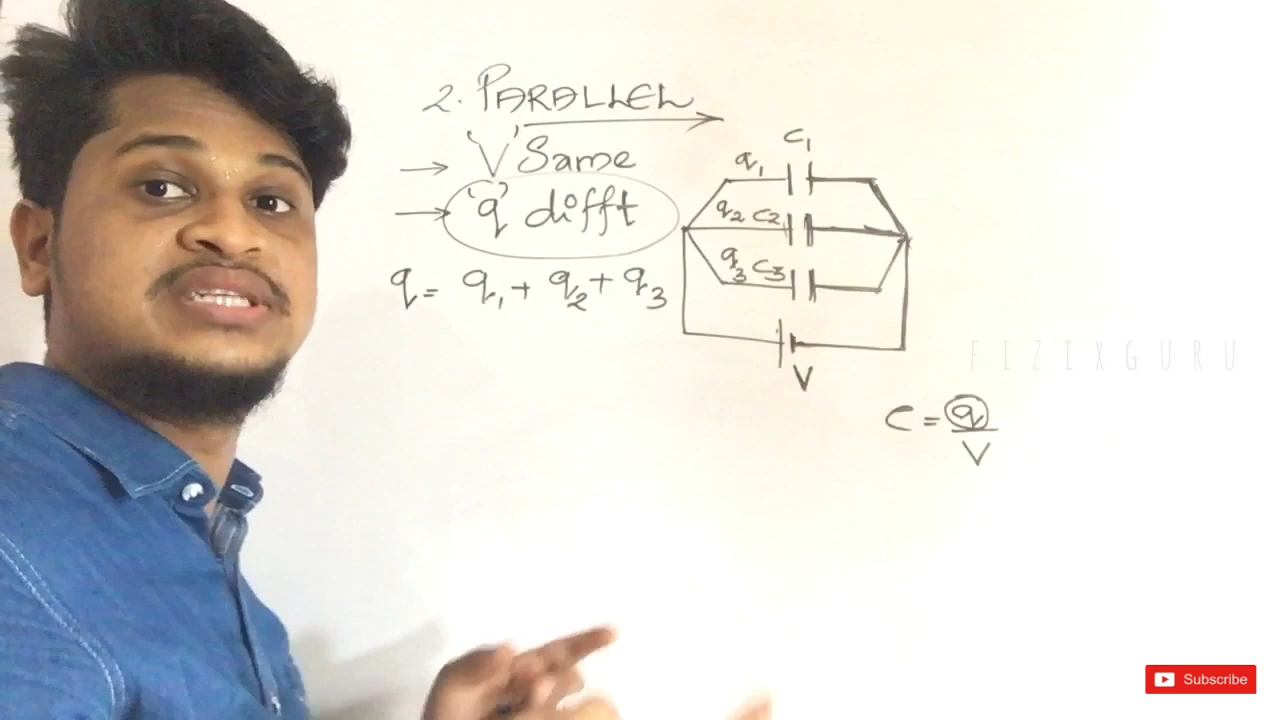 2. PARALLEL
→ 'V' Same
→ 'q' difft
q = q₁ + q₂ + q₃
C₁
q₁
q₂ C₂
q₃ C₃
V
FIZIXGURU
C = q/V
Subscribe